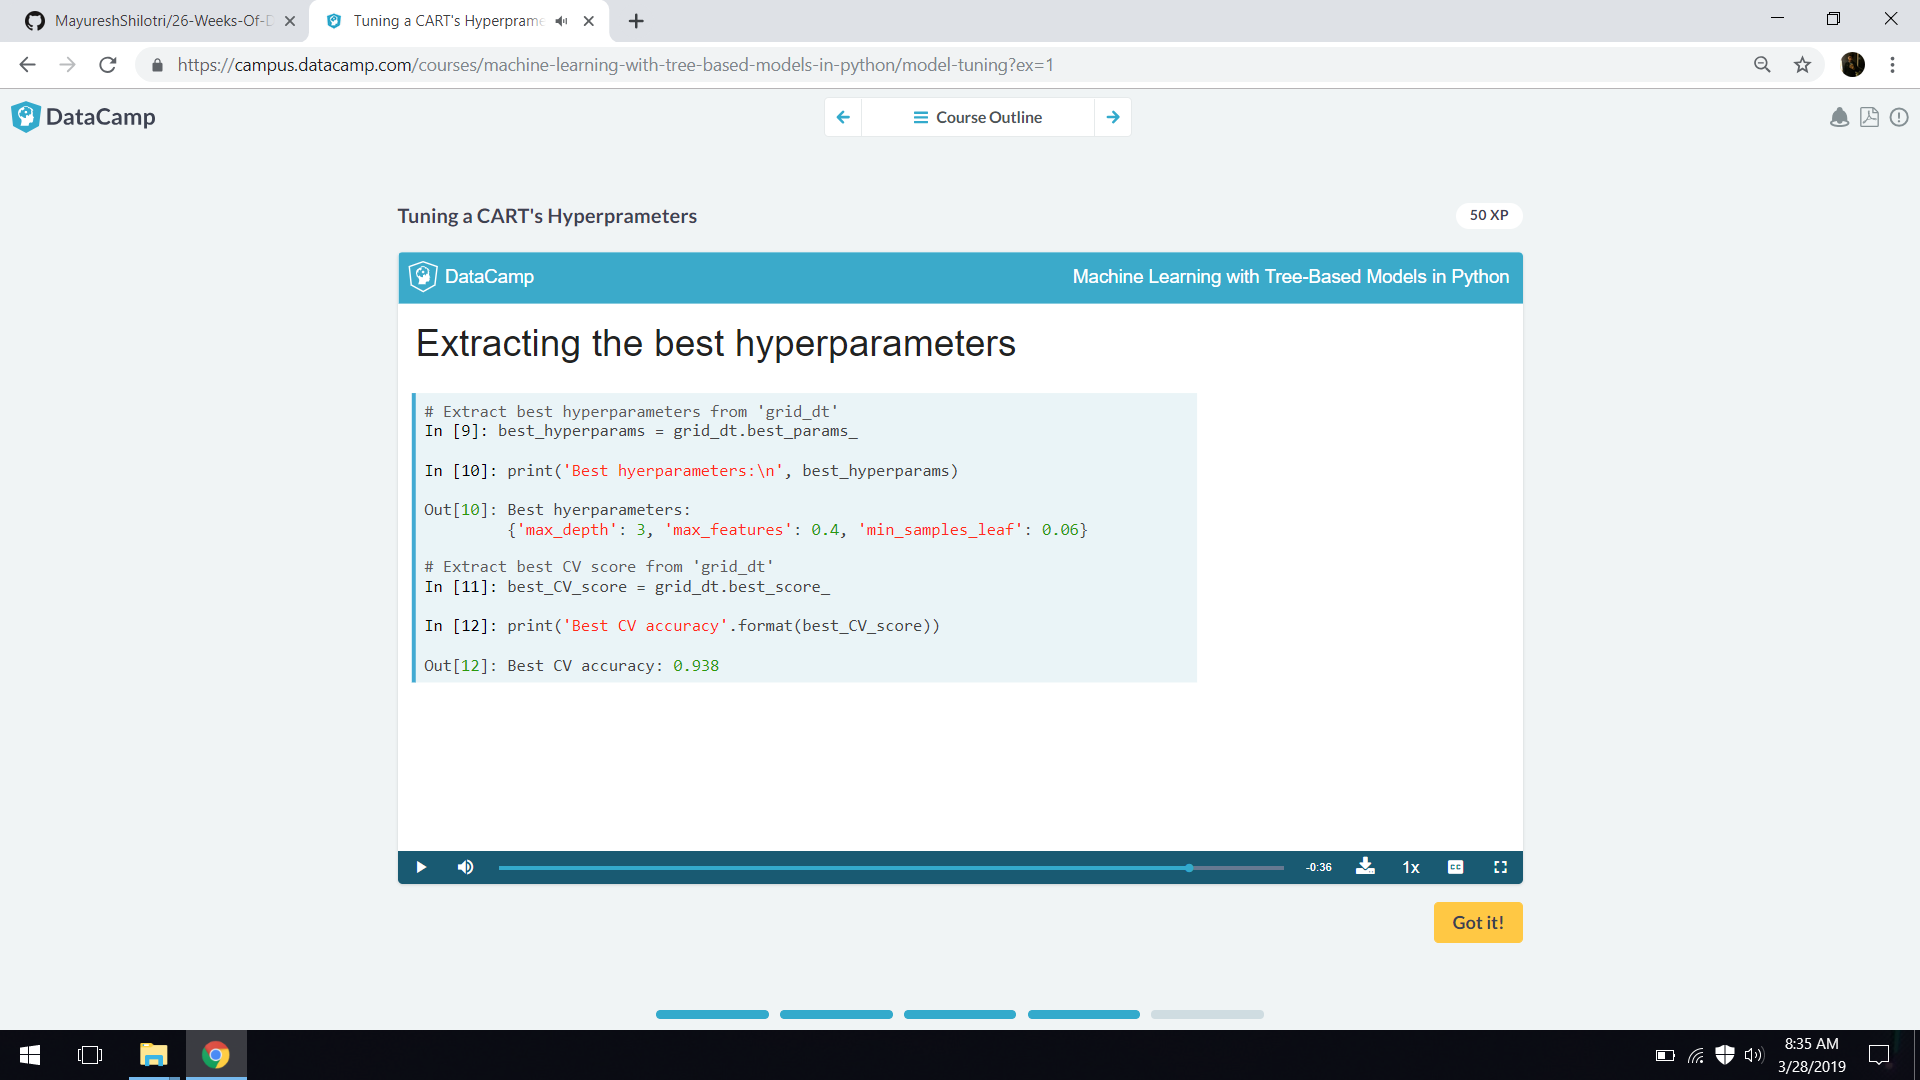 MayureshShilotri/26-Weeks-Of-D
Tuning a CART's Hyperprame
https://campus.datacamp.com/courses/machine-learning-with-tree-based-models-in-python/model-tuning?ex=1
DataCamp
Course Outline
Tuning a CART's Hyperprameters
50 XP
DataCamp
Machine Learning with Tree-Based Models in Python
Extracting the best hyperparameters
# Extract best hyperparameters from 'grid_dt'
In [9]: best_hyperparams = grid_dt.best_params_
In [10]: print('Best hyerparameters:\n', best_hyperparams)
Out[10]: Best hyerparameters:
{'max_depth': 3, 'max_features': 0.4, 'min_samples_leaf': 0.06}
# Extract best CV score from 'grid_dt'
In [11]: best_CV_score = grid_dt.best_score_
In [12]: print('Best CV accuracy'.format(best_CV_score))
Out[12]: Best CV accuracy: 0.938
-0:36
1x
CC
Got it!
8:35 AM
3/28/2019